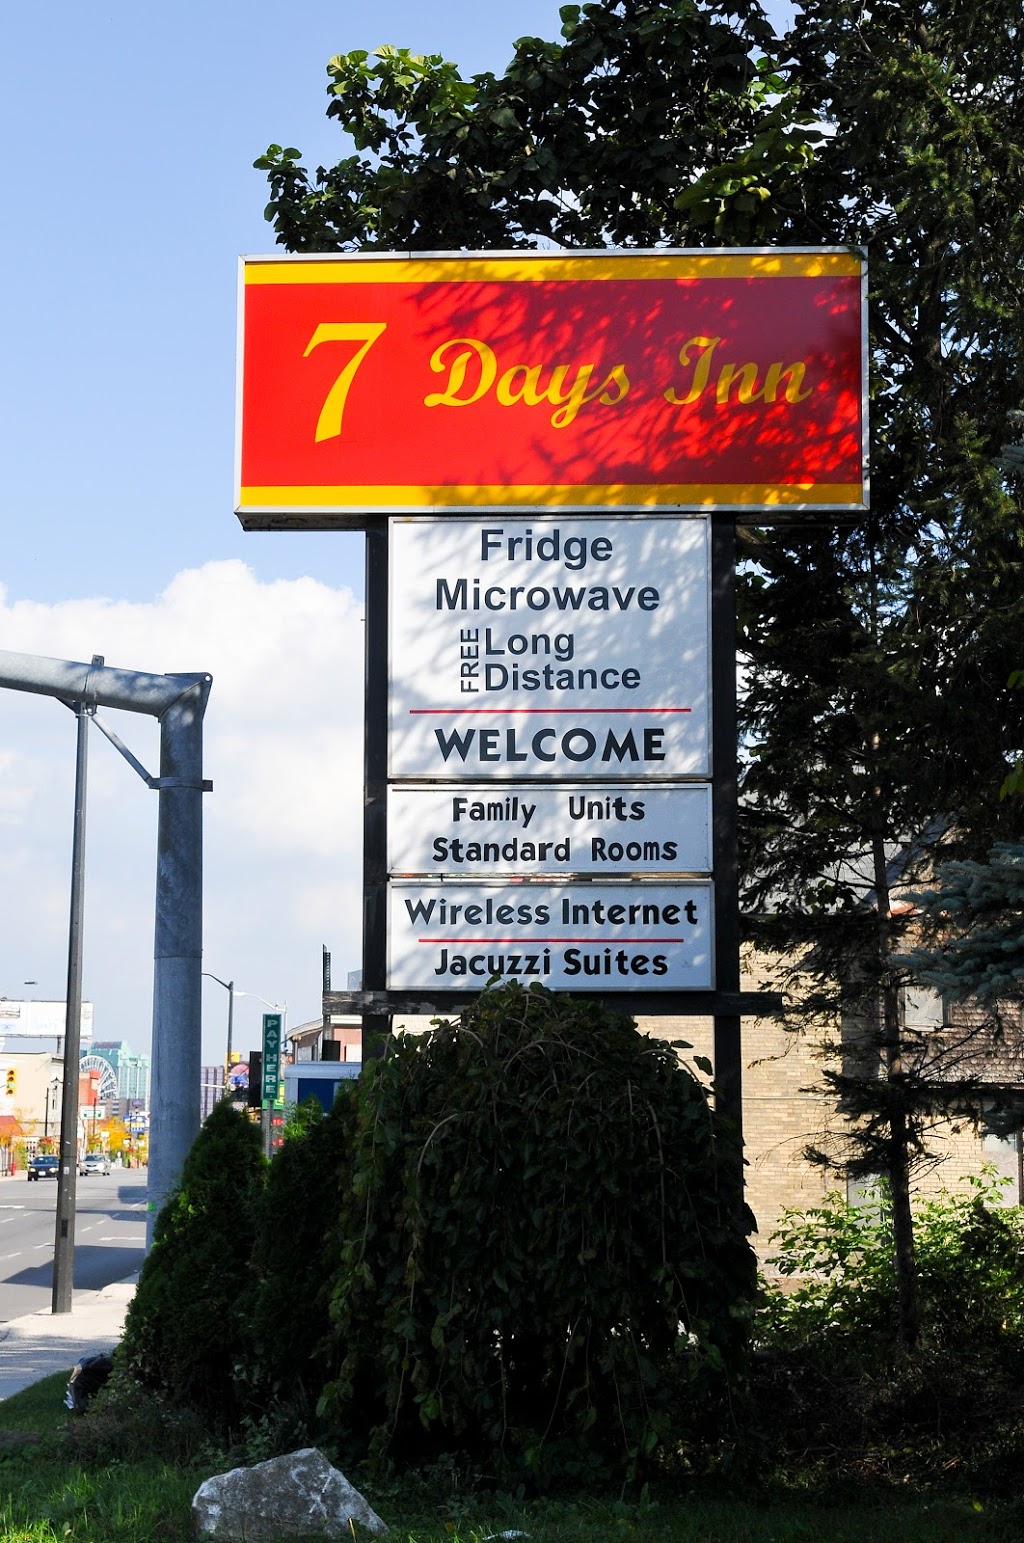 7 Days Inn
Fridge
Microwave
FREE Long
Distance
WELCOME
Family Units
Standard Rooms
Wireless Internet
Jacuzzi Suites
PAY HERE